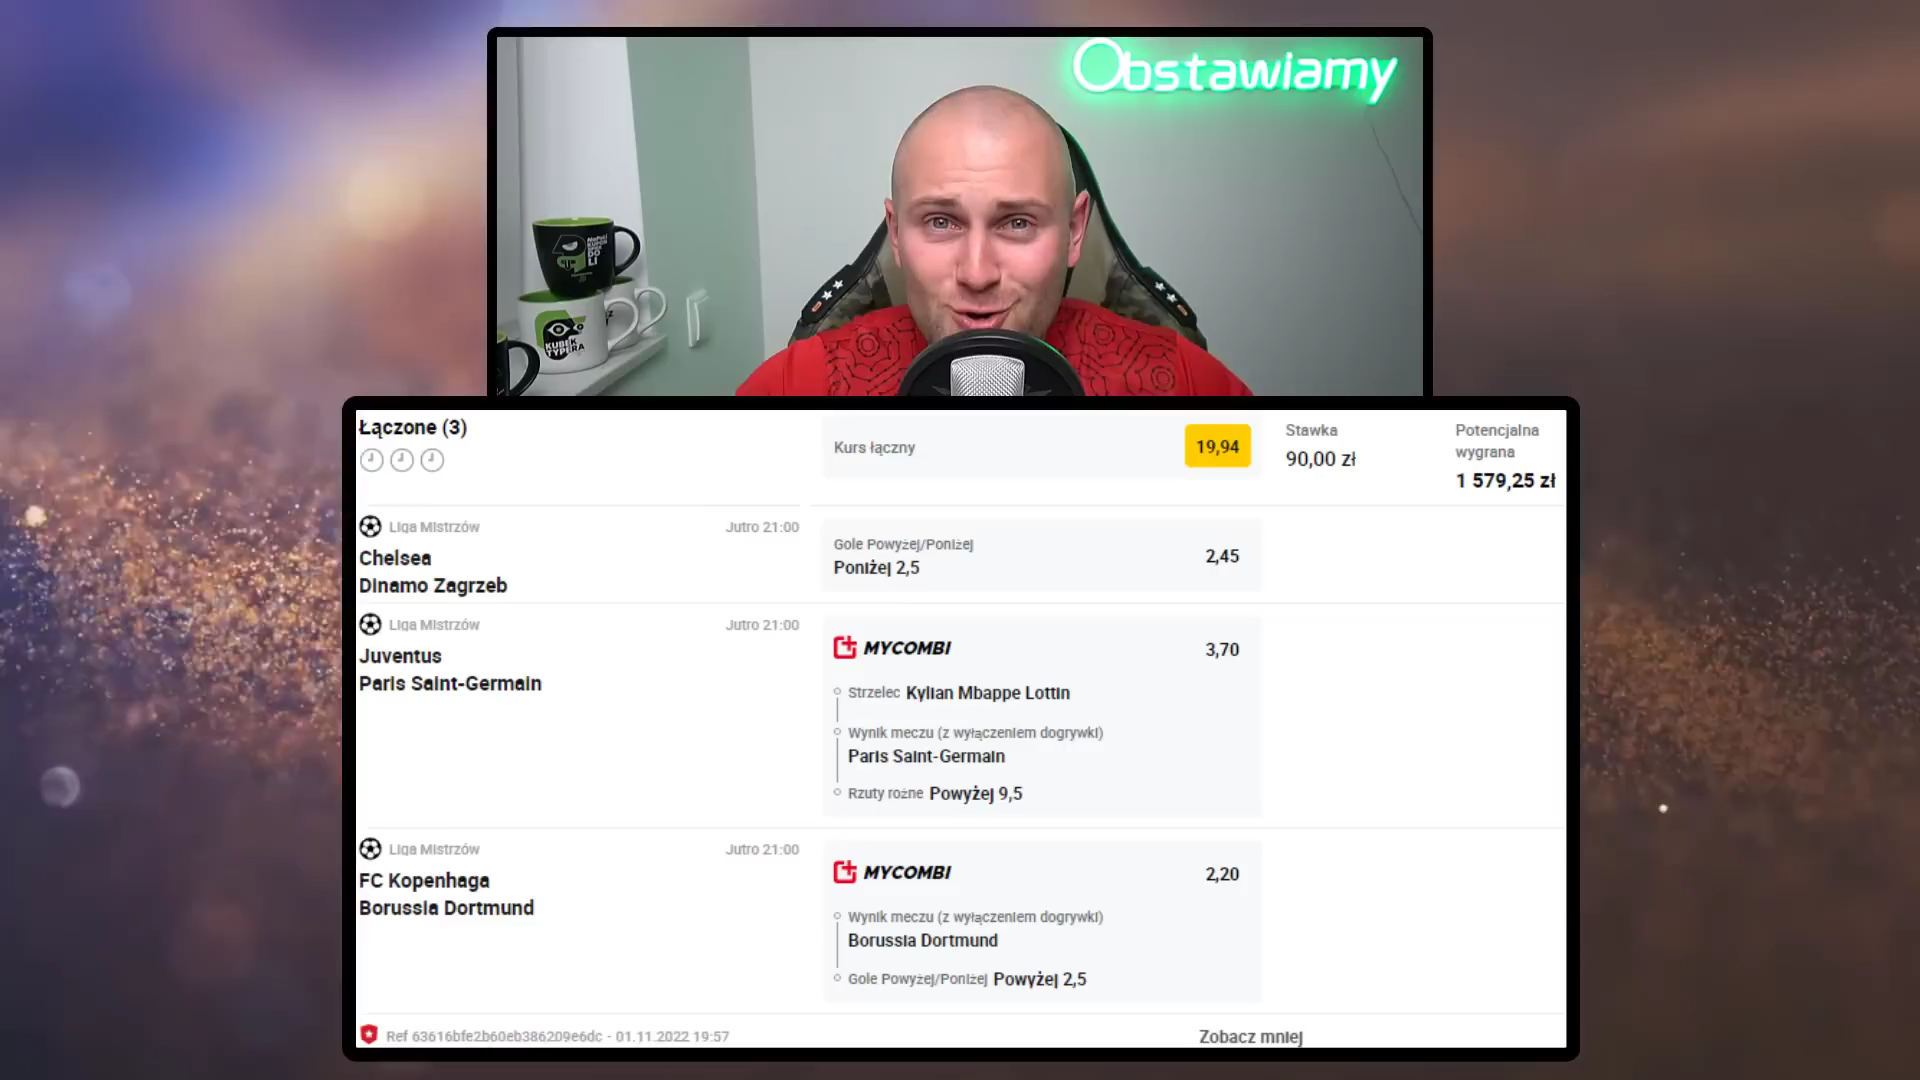 Obstawiamy
DO
LI
KUBEK
TYPERA
Łączone (3)
Kurs łączny
19,94
Stawka
90,00 zł
Potencjalna
wygrana
1 579,25 zł
Liga Mistrzów
Jutro 21:00
Chelsea
Dinamo Zagrzeb
Gole Powyżej/Poniżej
Poniżej 2,5
2,45
Liga Mistrzów
Jutro 21:00
Juventus
Paris Saint-Germain
MYCOMBI
3,70
Strzelec Kylian Mbappe Lottin
Wynik meczu (z wyłączeniem dogrywki)
Paris Saint-Germain
Rzuty rożne Powyżej 9,5
Liga Mistrzów
Jutro 21:00
FC Kopenhaga
Borussia Dortmund
MYCOMBI
2,20
Wynik meczu (z wyłączeniem dogrywki)
Borussia Dortmund
Gole Powyżej/Poniżej Powyżej 2,5
Ref 63616bfe2b60eb386209e6dc - 01.11.2022 19:57
Zobacz mniej